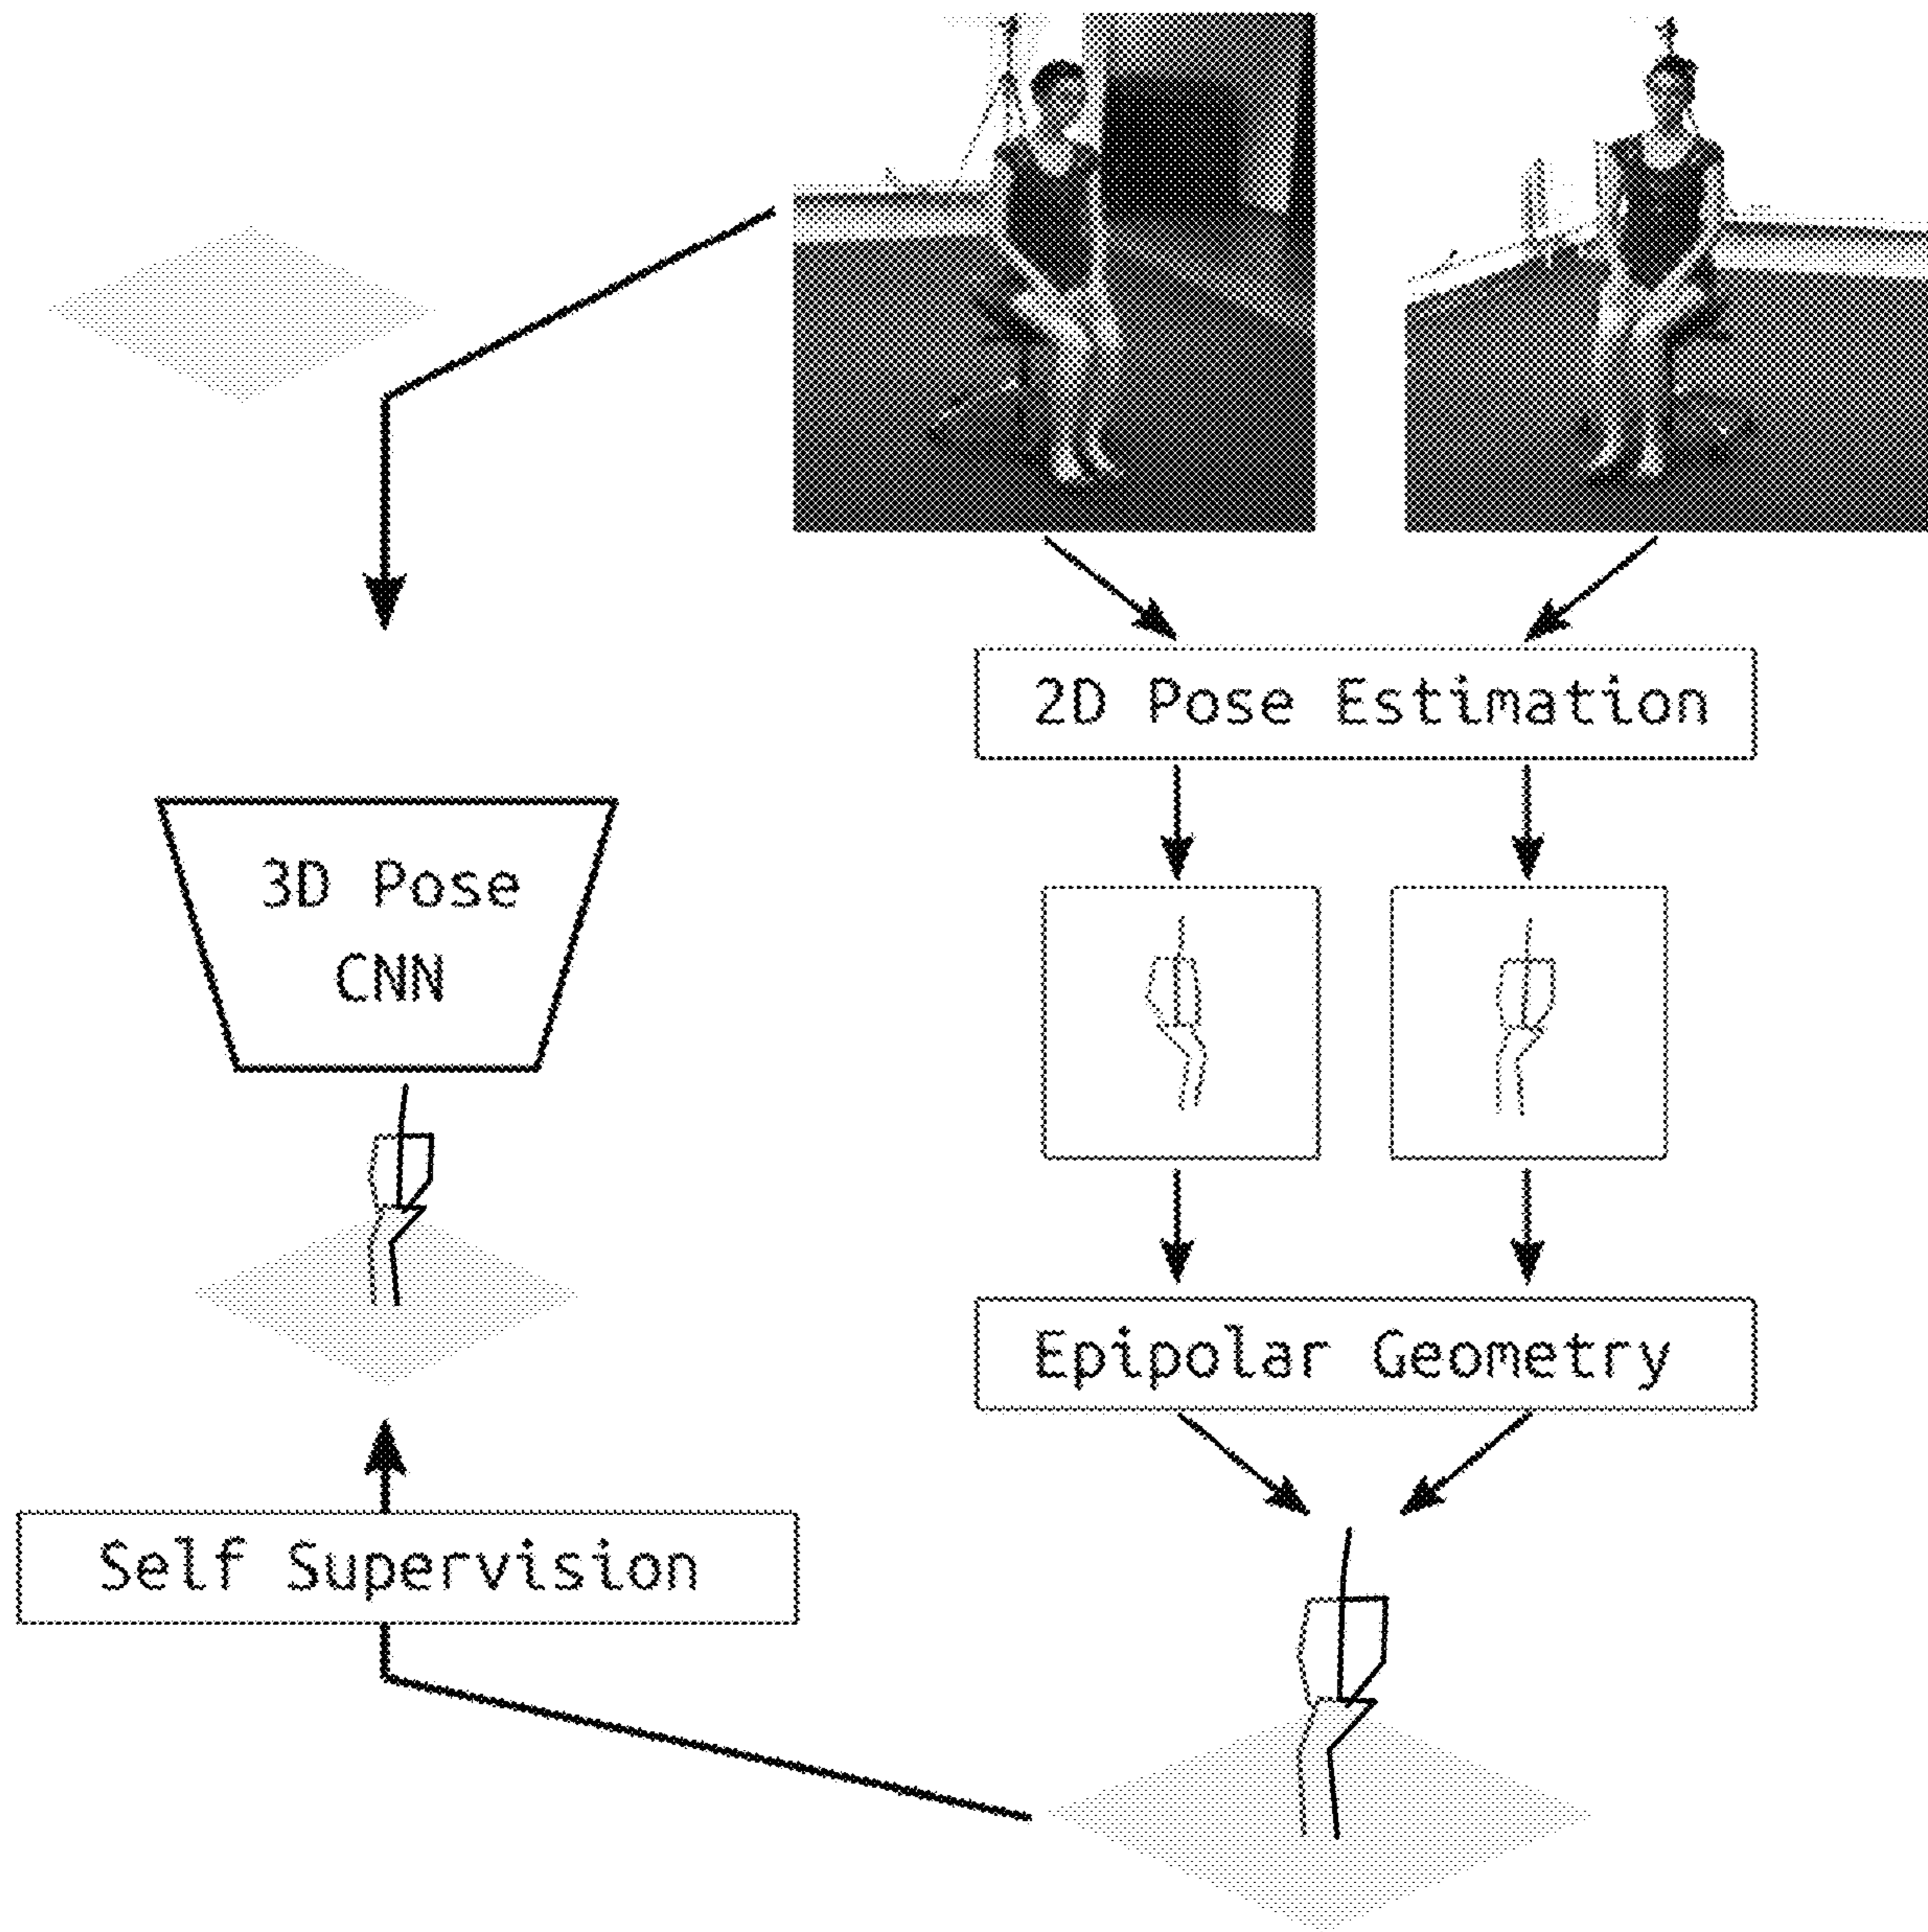 2D Pose Estimation
3D Pose
CNN
Epipolar Geometry
Self Supervision